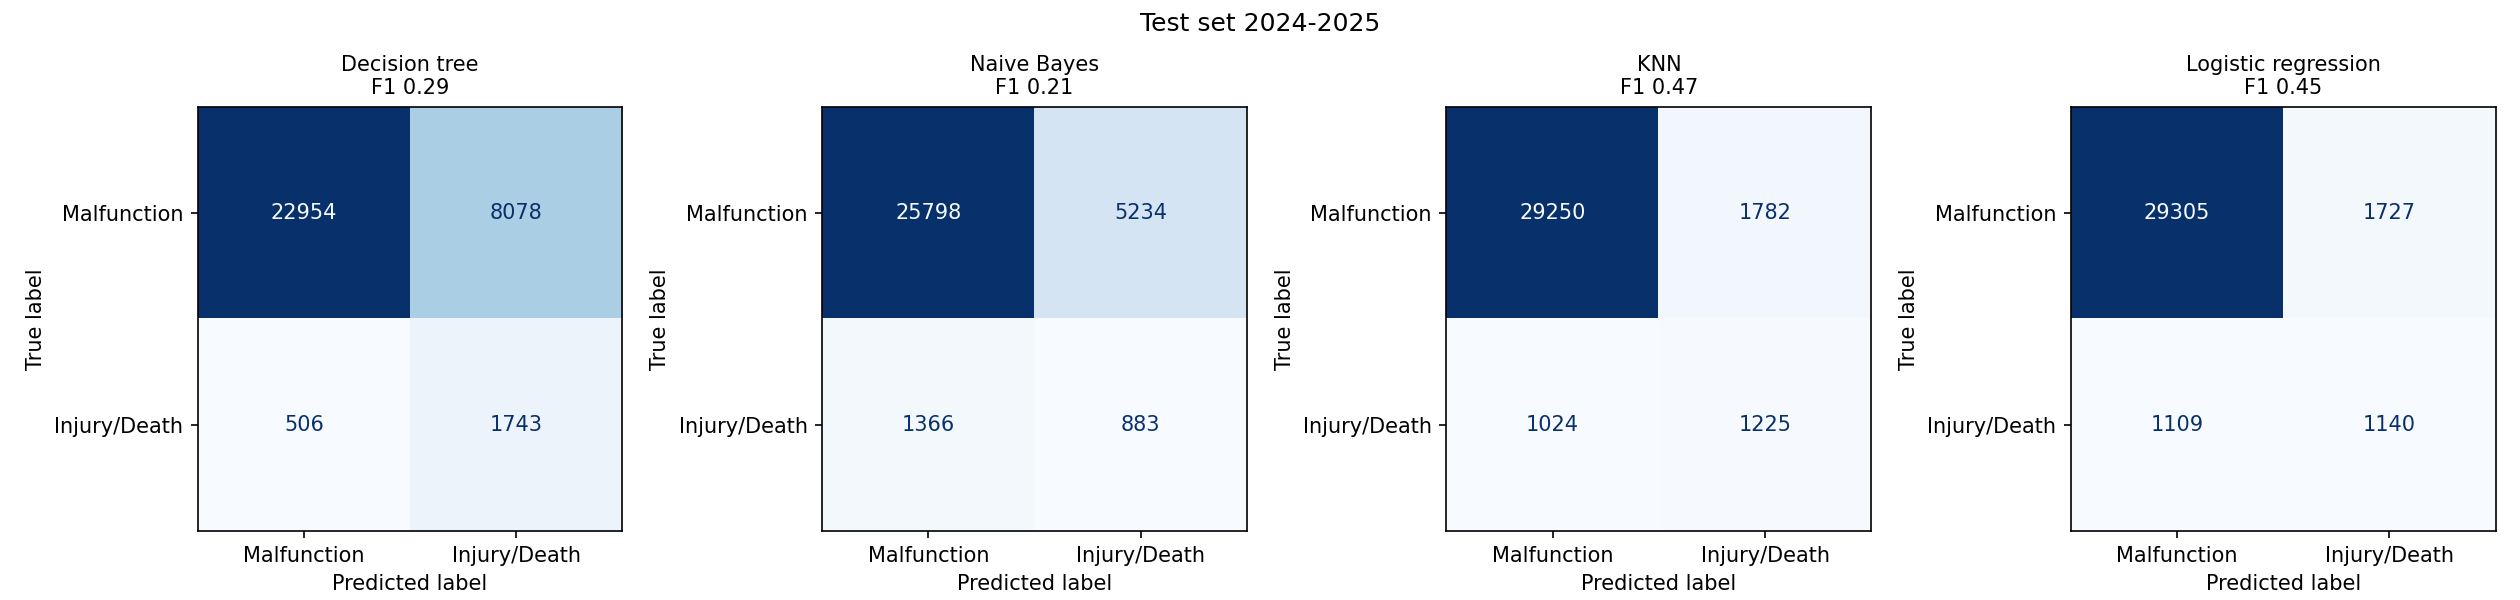 Test set 2024-2025
Decision tree
F1 0.29
True label
Malfunction
22954
8078
Injury/Death
506
1743
Malfunction
Injury/Death
Predicted label
Naive Bayes
F1 0.21
True label
Malfunction
25798
5234
Injury/Death
1366
883
Malfunction
Injury/Death
Predicted label
KNN
F1 0.47
True label
Malfunction
29250
1782
Injury/Death
1024
1225
Malfunction
Injury/Death
Predicted label
Logistic regression
F1 0.45
True label
Malfunction
29305
1727
Injury/Death
1109
1140
Malfunction
Injury/Death
Predicted label